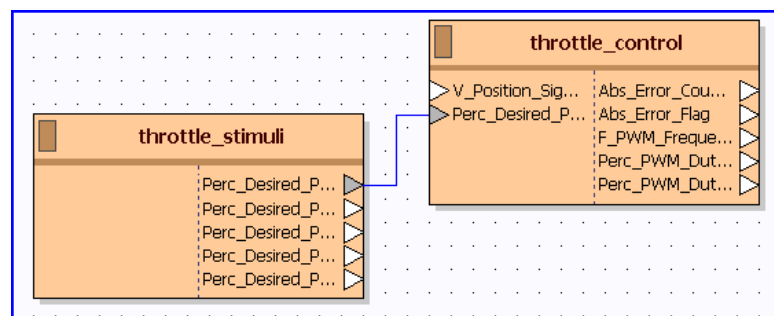 throttle_control
V_Position_Sig... Abs_Error_Cou...
Perc_Desired_P... Abs_Error_Flag
F_PWM_Freque...
Perc_PWM_Dut...
Perc_PWM_Dut...
throttle_stimuli
Perc_Desired_P...
Perc_Desired_P...
Perc_Desired_P...
Perc_Desired_P...
Perc_Desired_P...